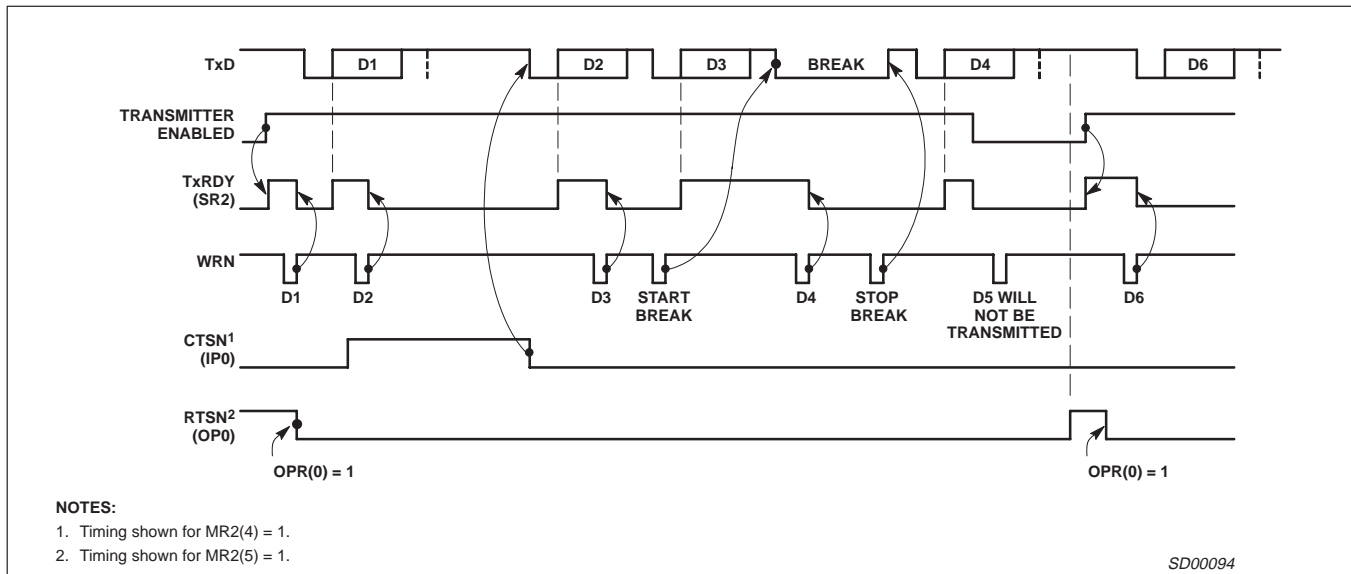 TxD
D1
D2
D3
BREAK
D4
D6
TRANSMITTER
ENABLED
TxRDY
(SR2)
WRN
D1
D2
D3
START
BREAK
D4
STOP
BREAK
D5 WILL
NOT BE
TRANSMITTED
D6
CTSN1
(IP0)
RTSN2
(OP0)
OPR(0) = 1
OPR(0) = 1
NOTES:
1. Timing shown for MR2(4) = 1.
2. Timing shown for MR2(5) = 1.
SD00094